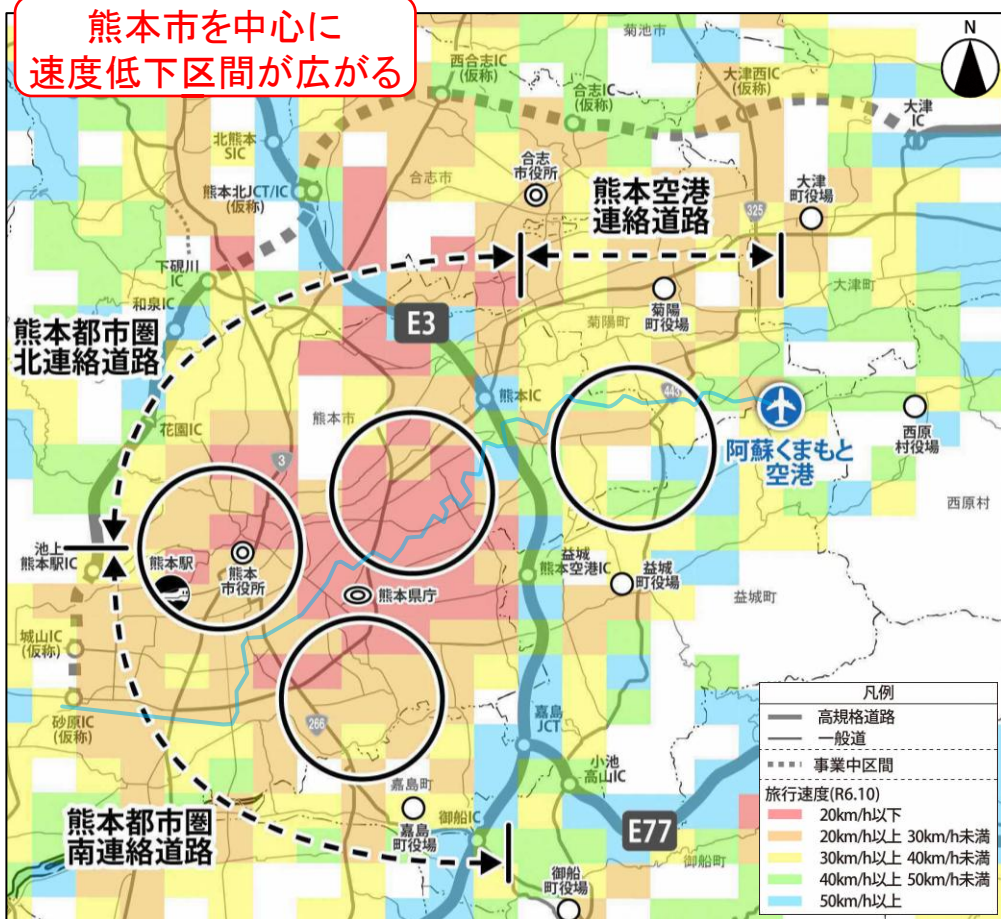 熊本市を中心に
速度低下区間が広がる
N
菊池市
西合志IC
(仮称)
合志IC
(仮称)
大津西IC
(仮称)
大津
IC
北熊本
SIC
熊本北JCT/IC
(仮称)
合志市
合志
市役所
熊本空港
連絡道路
大津
町役場
325
下硯川
IC
和泉IC
大津町
菊陽
町役場
菊陽町
E3
熊本都市圏
北連絡道路
熊本IC
443
花園IC
熊本市
3
阿蘇くまもと
空港
西原
村役場
西原村
池上
熊本駅IC
熊本駅
熊本
市役所
熊本県庁
益城
熊本空港IC
益城
町役場
益城町
城山IC
(仮称)
砂原IC
(仮称)
266
嘉島
JCT
小池
高山IC
嘉島町
嘉島
町役場
御船IC
E77
御船町
御船
町役場
熊本都市圏
南連絡道路
凡例
高規格道路
一般道
事業中区間
旅行速度(R6.10)
20km/h以下
20km/h以上 30km/h未満
30km/h以上 40km/h未満
40km/h以上 50km/h未満
50km/h以上